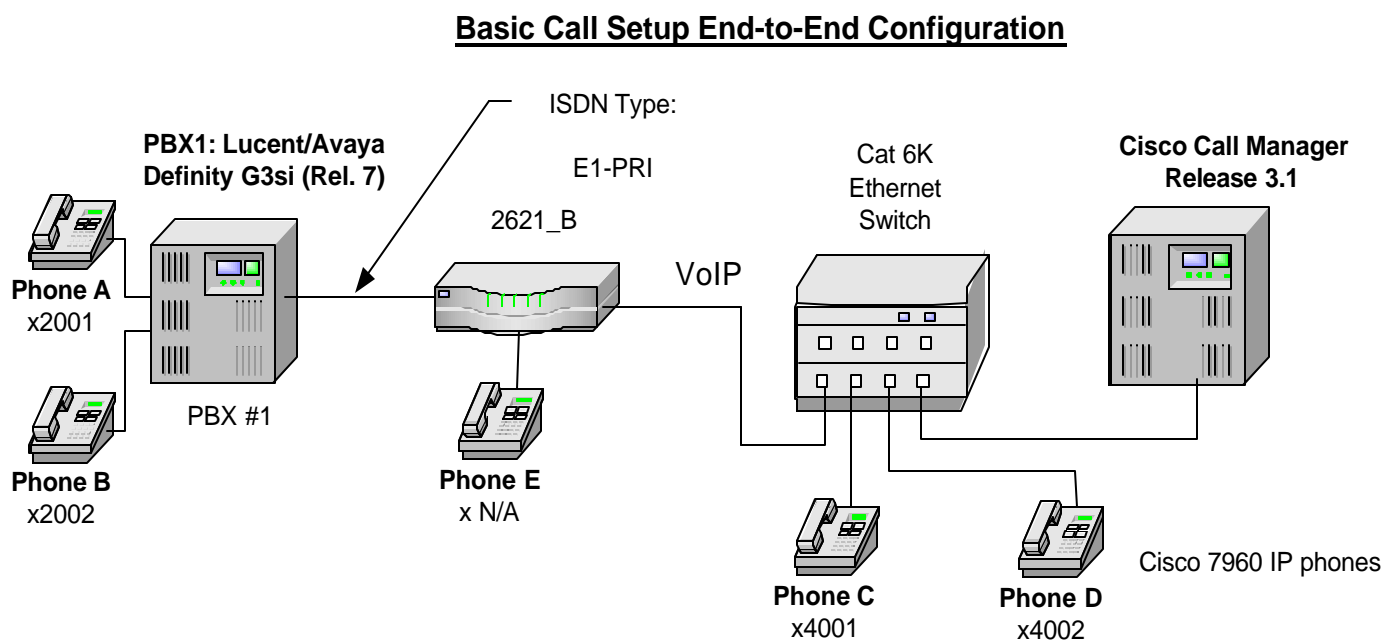 Basic Call Setup End-to-End Configuration
ISDN Type:
E1-PRI
PBX1: Lucent/Avaya
Definity G3si (Rel. 7)
2621_B
Cat 6K
Ethernet
Switch
Cisco Call Manager
Release 3.1
VoIP
Phone A
x2001
PBX #1
Phone B
x2002
Phone E
x N/A
Phone C
x4001
Phone D
x4002
Cisco 7960 IP phones